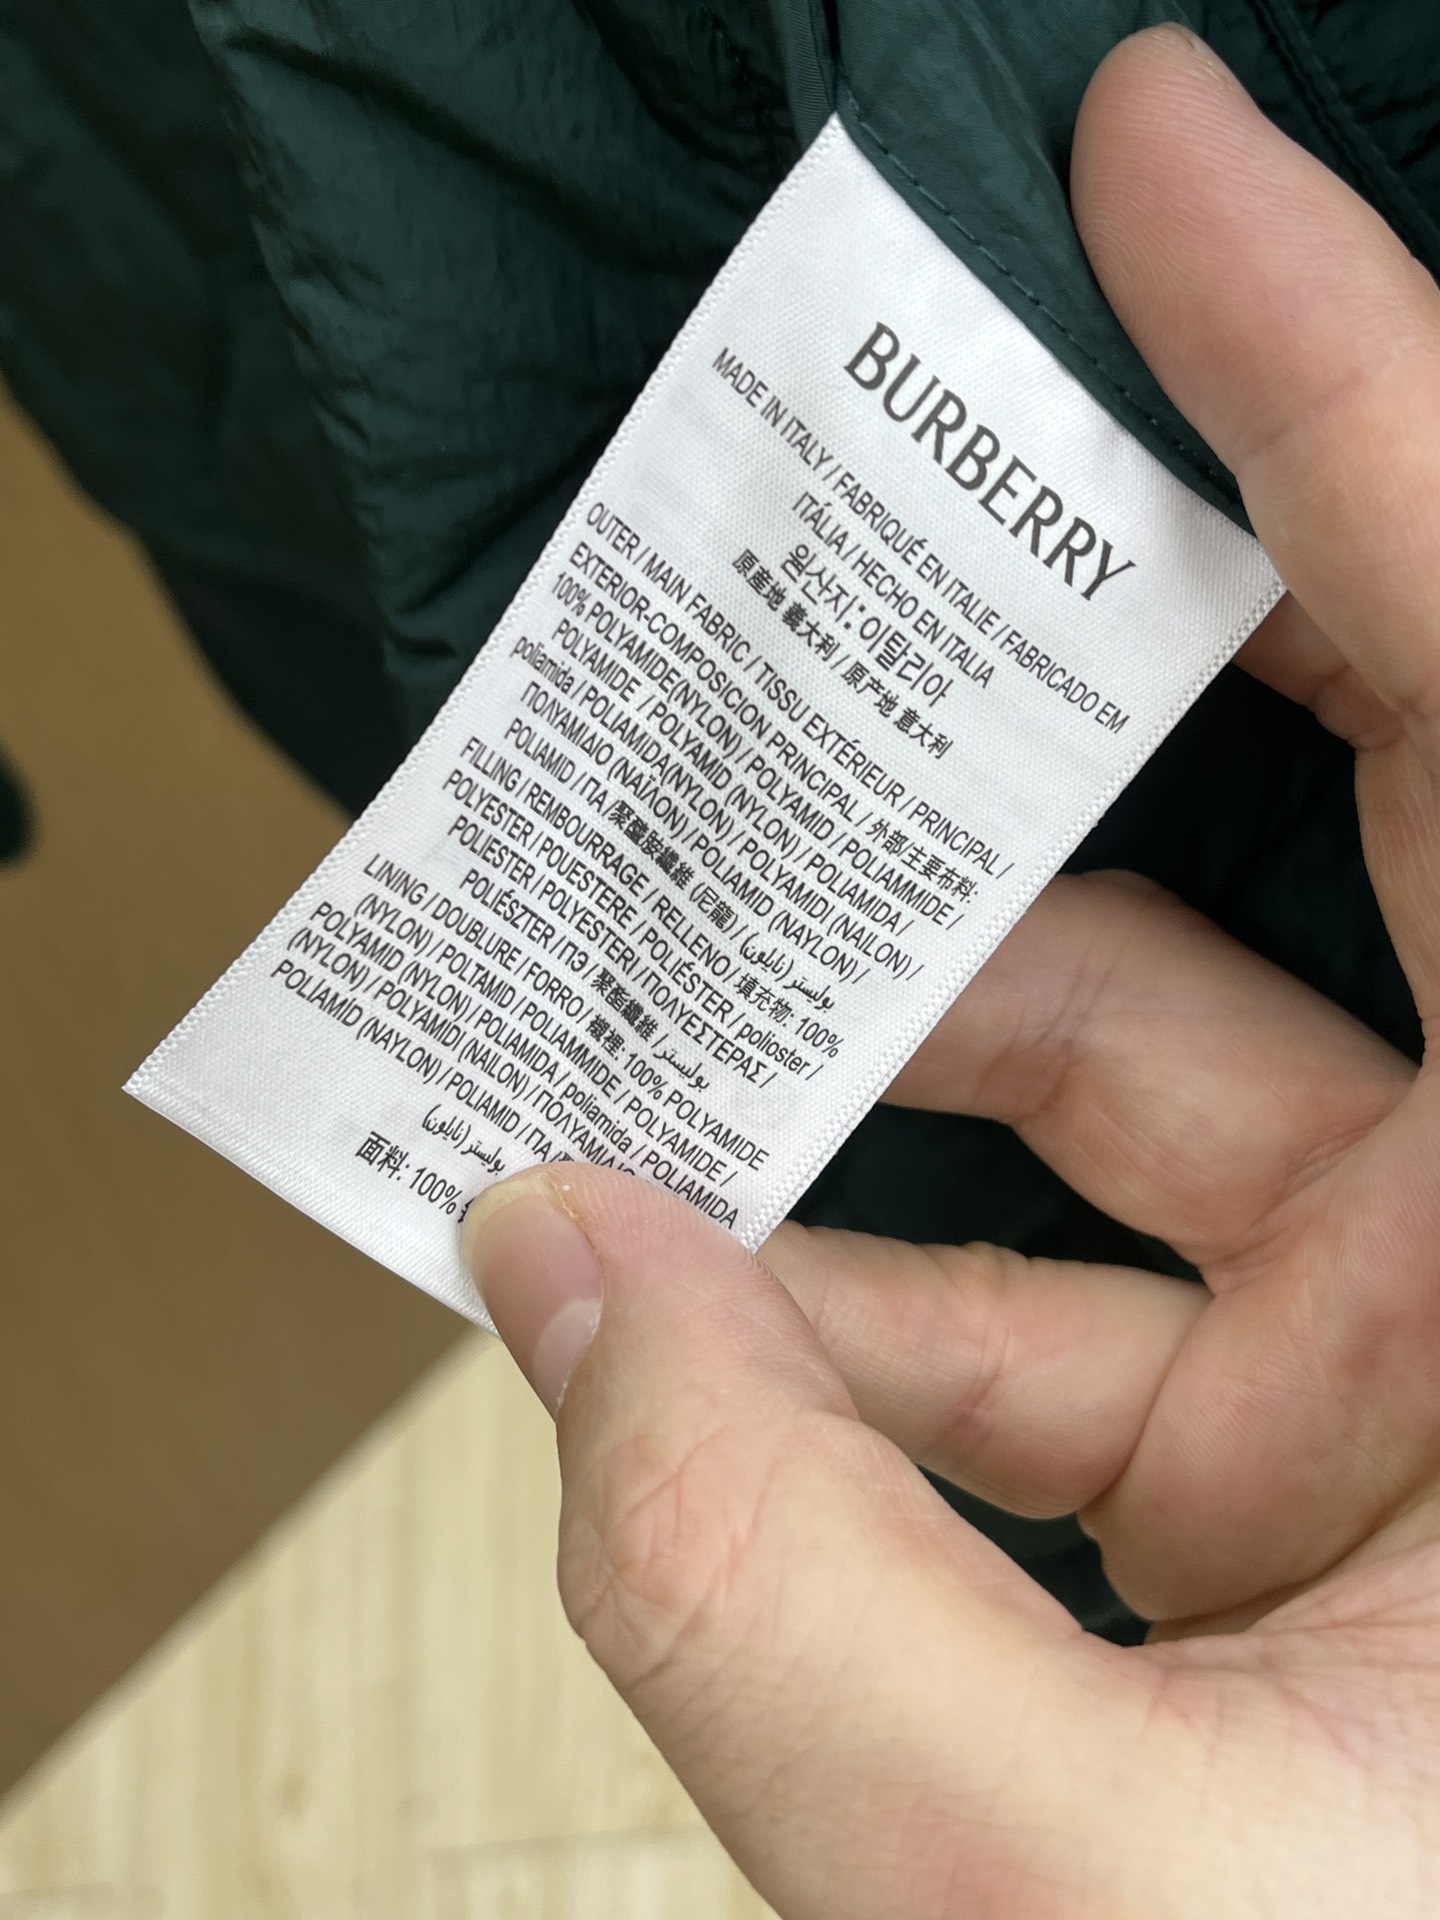 BURBERRY
MADE IN ITALY / FABRIQUÉ EN ITALIE / FABRICADO EM
ITÁLIA / HECHO EN ITALIA
원산지: 이탈리아
原產地 義大利 / 原产地 意大利
OUTER / MAIN FABRIC / TISSU EXTÉRIEUR / PRINCIPAL /
EXTERIOR-COMPOSICION PRINCIPAL / 外部/主要布料:
100% POLYAMIDE(NYLON) / POLYAMID / POLIAMMIDE /
POLYAMIDE / POLYAMID (NYLON) / POLIAMIDA /
poliamida / POLIAMIDA(NYLON) / POLYAMIDI (NAILON) /
ΠΟΛΥΑΜΙΔΙΟ (ΝΑΪΛΟΝ) / POLIAMID (NAYLON) /
POLIAMID / ПА / 聚醯胺纖維 (尼龍) / بوليستر (نايلون)
FILLING / REMBOURRAGE / RELLENO / 填充物: 100%
POLYESTER / POUESTERE / POLIÉSTER / polioster /
POLIESTER / POLYESTERI / ΠΟΛΥΕΣΤΕΡΑΣ /
POLIÉSZTER / ПЭ / 聚酯纖維 / بوليستر
LINING / DOUBLURE / FORRO / 襯裡: 100% POLYAMIDE
(NYLON) / POLTAMID / POLIAMMIDE / POLYAMIDE /
POLYAMID (NYLON) / POLIAMIDA / poliamida / POLIAMIDA
(NYLON) / POLYAMIDI (NAILON) /
POLIAMID (NAYLON) / POLIAMID / ПА /
بوليستر (نايلون)
面料: 100%